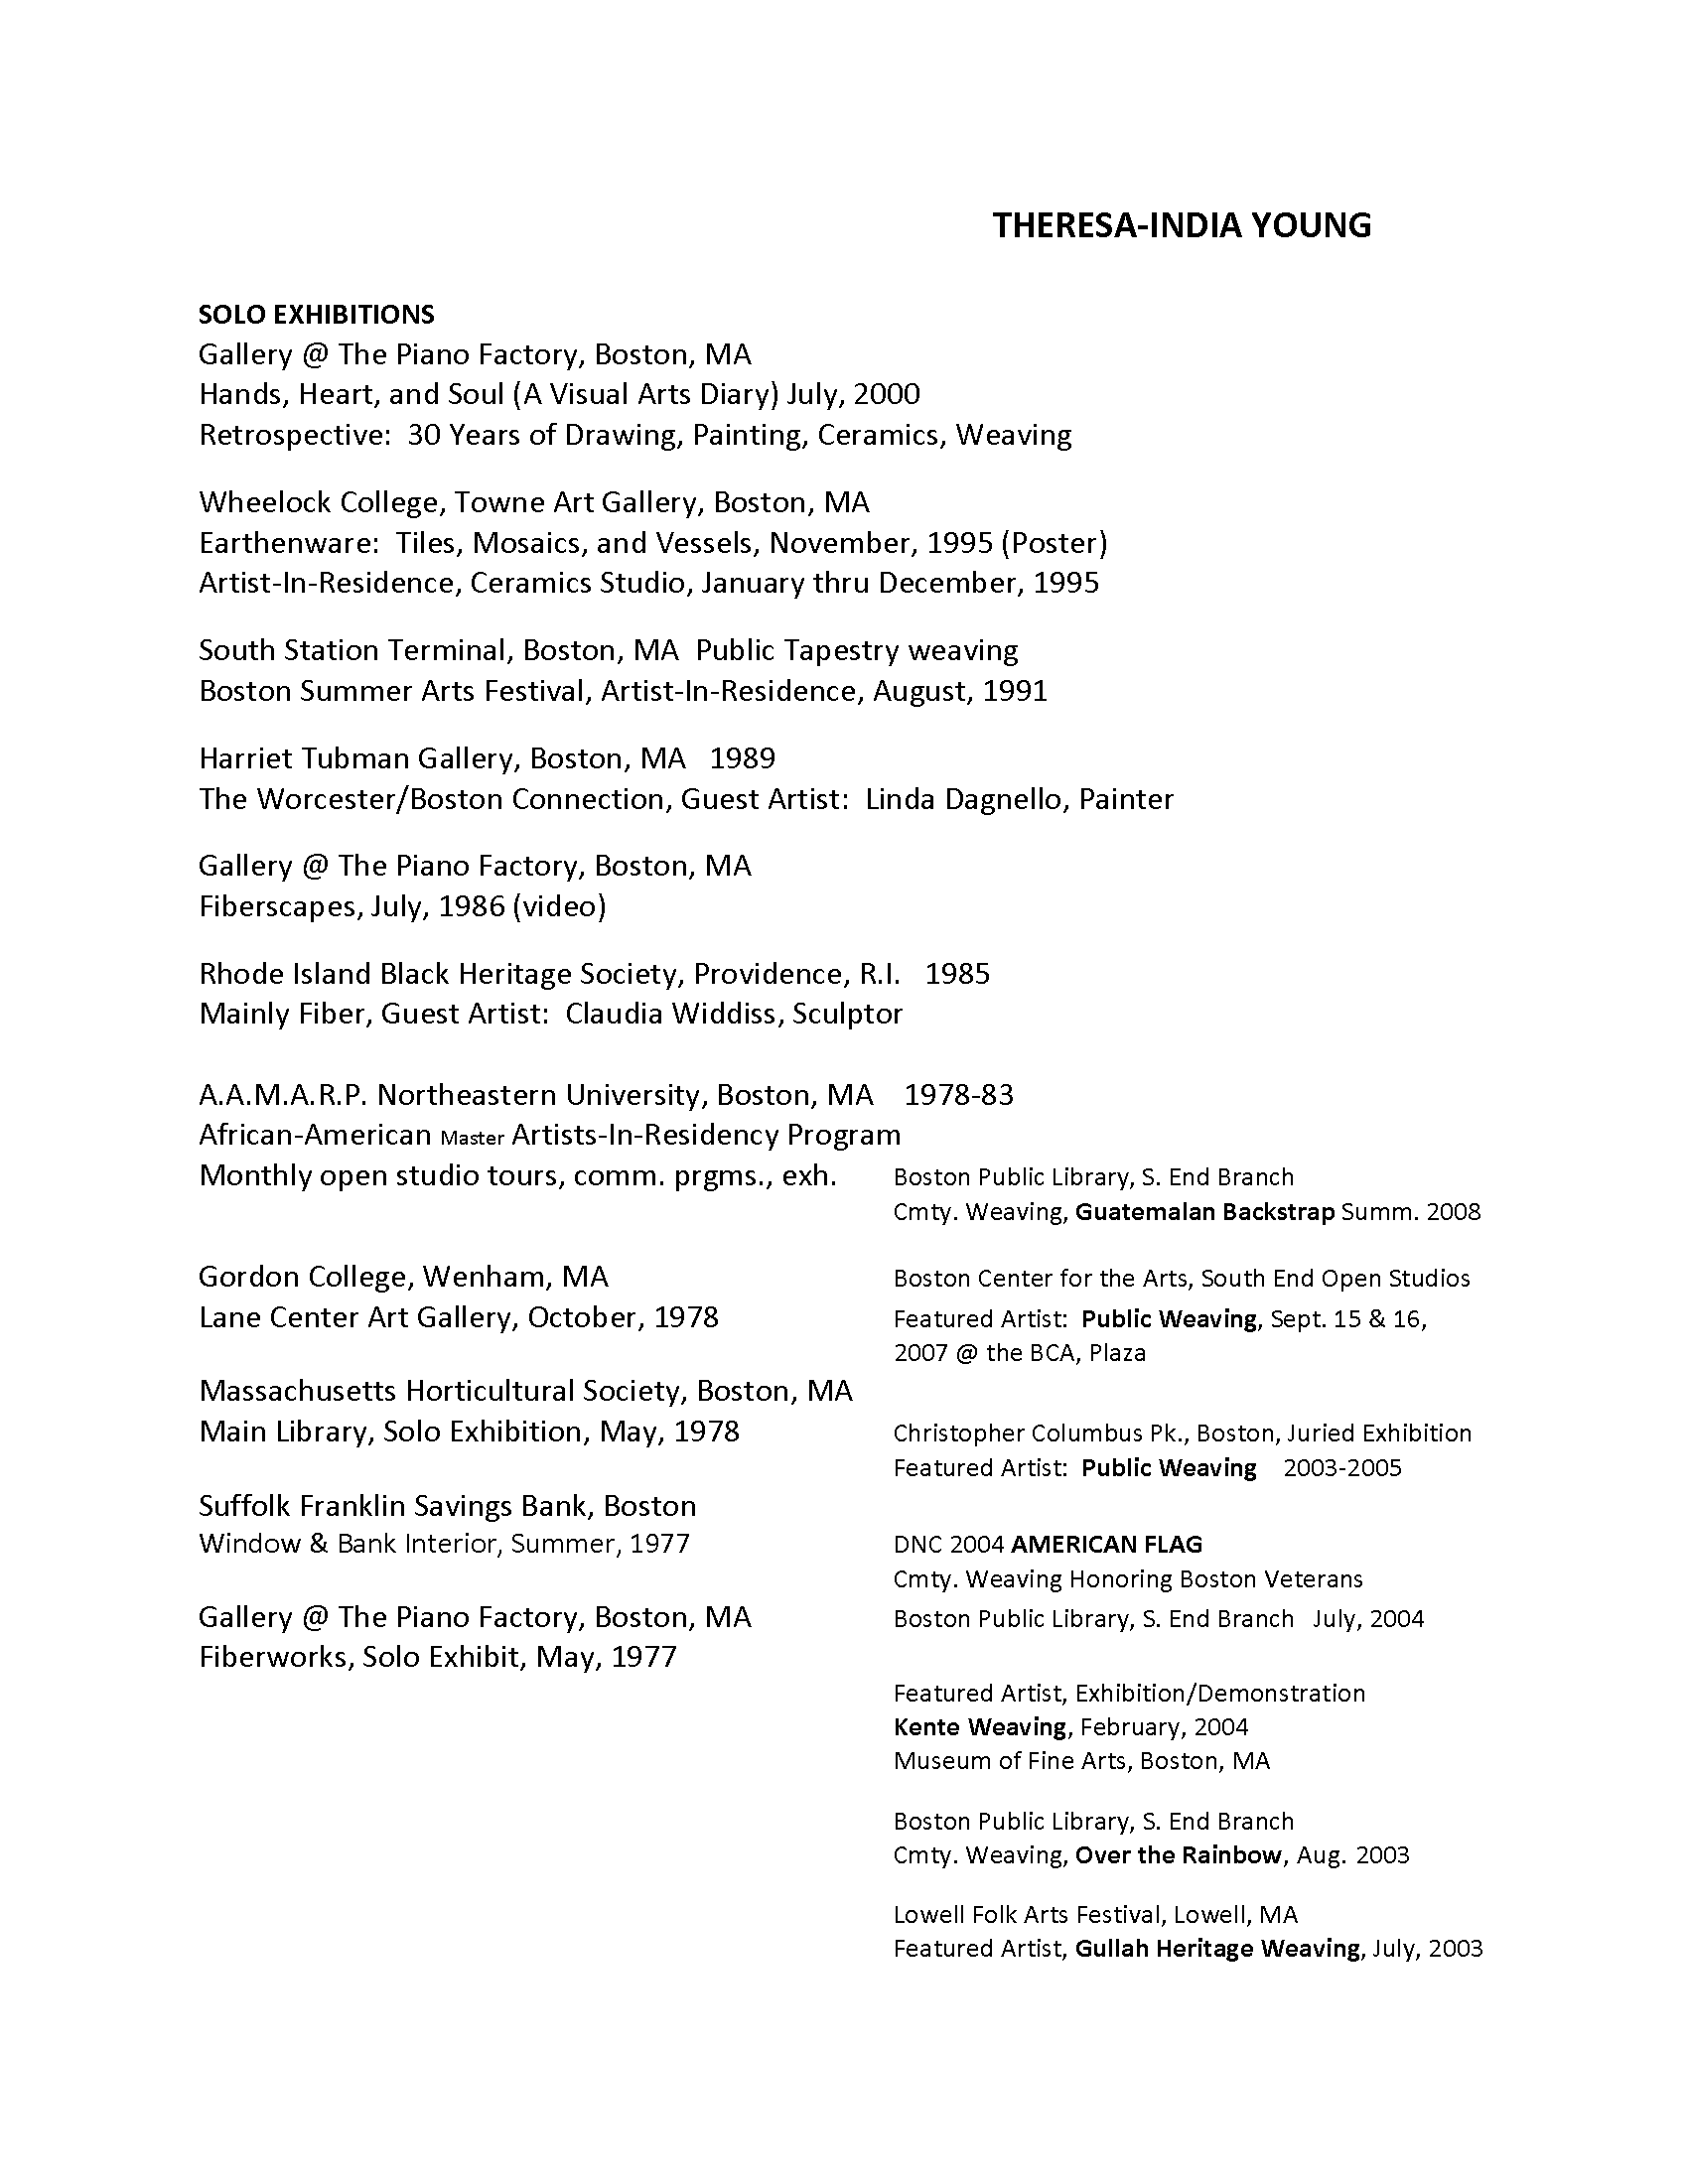 THERESA-INDIA YOUNG
SOLO EXHIBITIONS
Gallery @ The Piano Factory, Boston, MA
Hands, Heart, and Soul (A Visual Arts Diary) July, 2000
Retrospective:  30 Years of Drawing, Painting, Ceramics, Weaving
Wheelock College, Towne Art Gallery, Boston, MA
Earthenware:  Tiles, Mosaics, and Vessels, November, 1995 (Poster)
Artist-In-Residence, Ceramics Studio, January thru December, 1995
South Station Terminal, Boston, MA  Public Tapestry weaving
Boston Summer Arts Festival, Artist-In-Residence, August, 1991
Harriet Tubman Gallery, Boston, MA   1989
The Worcester/Boston Connection, Guest Artist:  Linda Dagnello, Painter
Gallery @ The Piano Factory, Boston, MA
Fiberscapes, July, 1986 (video)
Rhode Island Black Heritage Society, Providence, R.I.   1985
Mainly Fiber, Guest Artist:  Claudia Widdiss, Sculptor
A.A.M.A.R.P. Northeastern University, Boston, MA    1978-83
African-American Master Artists-In-Residency Program
Monthly open studio tours, comm. prgms., exh.
Gordon College, Wenham, MA
Lane Center Art Gallery, October, 1978
Massachusetts Horticultural Society, Boston, MA
Main Library, Solo Exhibition, May, 1978
Suffolk Franklin Savings Bank, Boston
Window & Bank Interior, Summer, 1977
Gallery @ The Piano Factory, Boston, MA
Fiberworks, Solo Exhibit, May, 1977
Boston Public Library, S. End Branch
Cmty. Weaving, Guatemalan Backstrap Summ. 2008
Boston Center for the Arts, South End Open Studios
Featured Artist:  Public Weaving, Sept. 15 & 16,
2007 @ the BCA, Plaza
Christopher Columbus Pk., Boston, Juried Exhibition
Featured Artist:  Public Weaving    2003-2005
DNC 2004 AMERICAN FLAG
Cmty. Weaving Honoring Boston Veterans
Boston Public Library, S. End Branch   July, 2004
Featured Artist, Exhibition/Demonstration
Kente Weaving, February, 2004
Museum of Fine Arts, Boston, MA
Boston Public Library, S. End Branch
Cmty. Weaving, Over the Rainbow, Aug. 2003
Lowell Folk Arts Festival, Lowell, MA
Featured Artist, Gullah Heritage Weaving, July, 2003